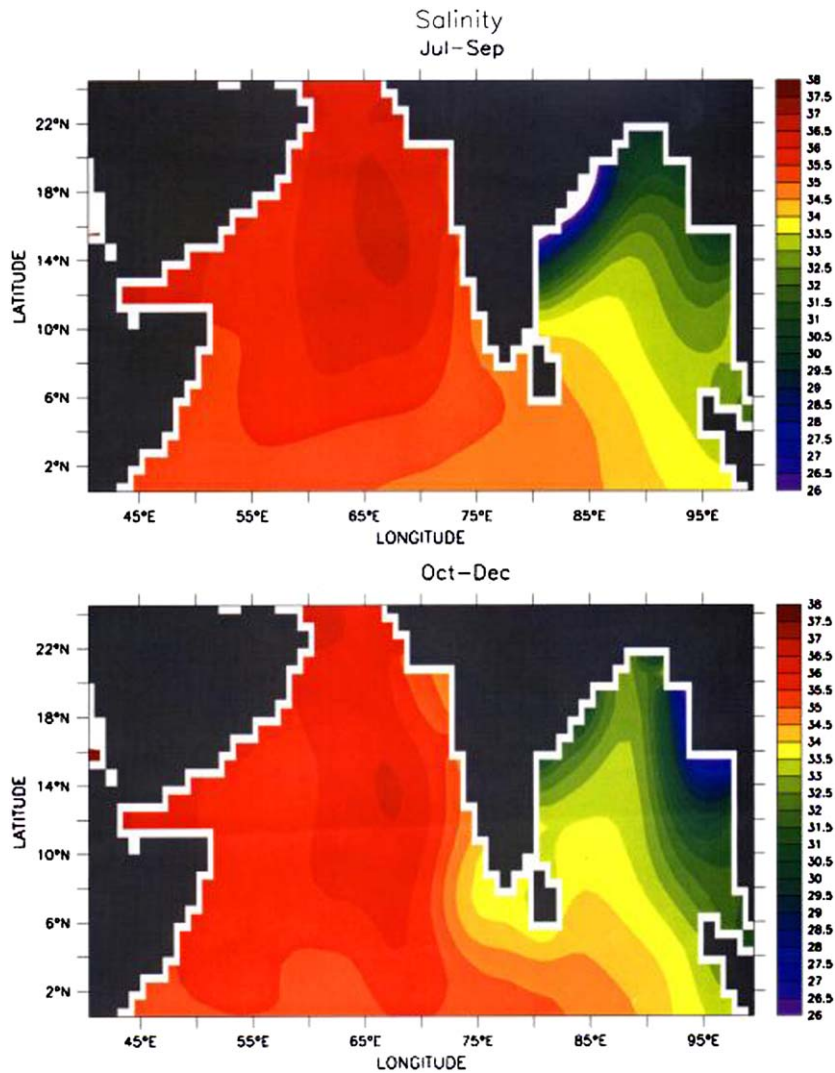 Salinity
Jul-Sep
38
37.5
37
36.5
36
35.5
35
34.5
34
33.5
33
32.5
32
31.5
31
30.5
30
29.5
29
28.5
28
27.5
27
26.5
26
22°N
18°N
14°N
10°N
6°N
2°N
LATITUDE
45°E 55°E 65°E 75°E 85°E 95°E
LONGITUDE
Oct-Dec
38
37.5
37
36.5
36
35.5
35
34.5
34
33.5
33
32.5
32
31.5
31
30.5
30
29.5
29
28.5
28
27.5
27
26.5
26
22°N
18°N
14°N
10°N
6°N
2°N
LATITUDE
45°E 55°E 65°E 75°E 85°E 95°E
LONGITUDE